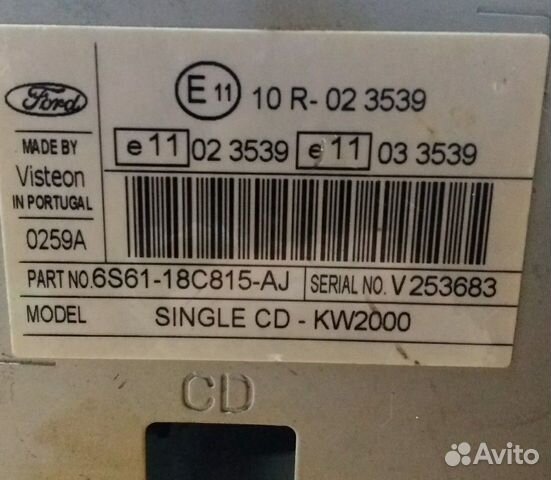 Ford
E 11 10 R- 02 3539
MADE BY
Visteon
IN PORTUGAL
e 11 02 3539 e 11 03 3539
0259A
PART NO. 6S61-18C815-AJ SERIAL NO. V 253683
MODEL SINGLE CD - KW2000
CD
Avito